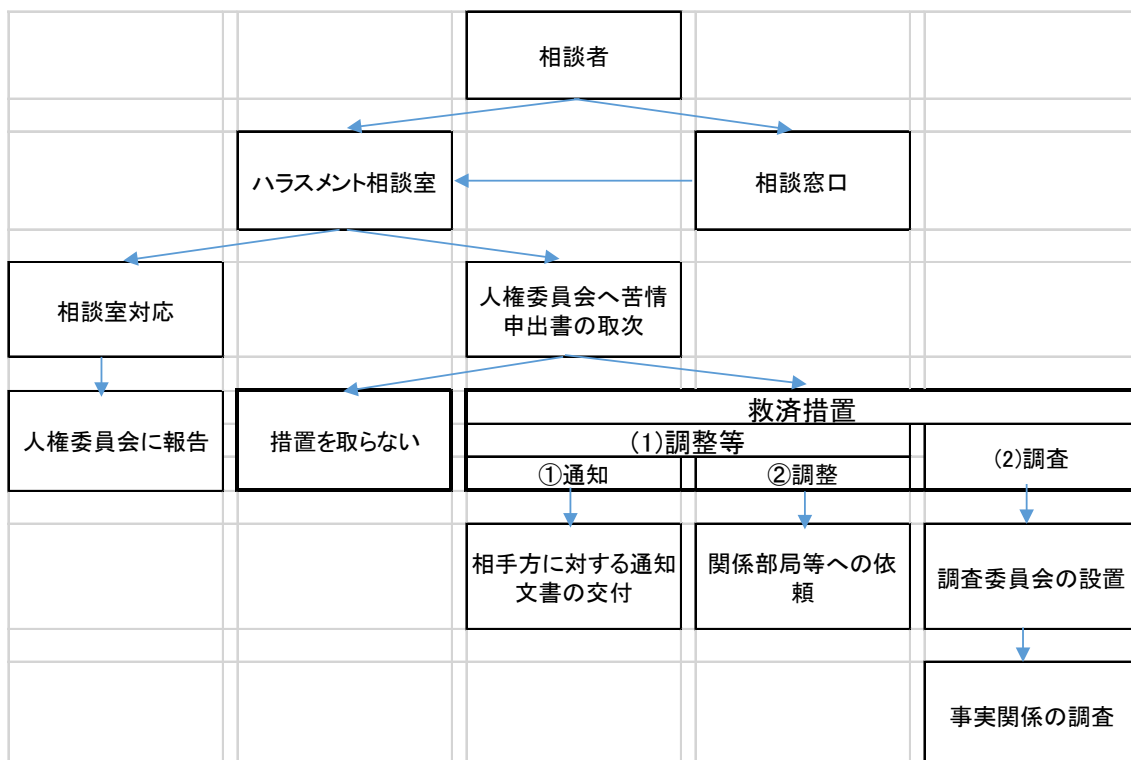 相談者
ハラスメント相談室
相談窓口
相談室対応
人権委員会へ苦情
申出書の取次
人権委員会に報告
措置を取らない
救済措置
(1)調整等
(2)調査
①通知
②調整
相手方に対する通知
文書の交付
関係部局等への依
頼
調査委員会の設置
事実関係の調査